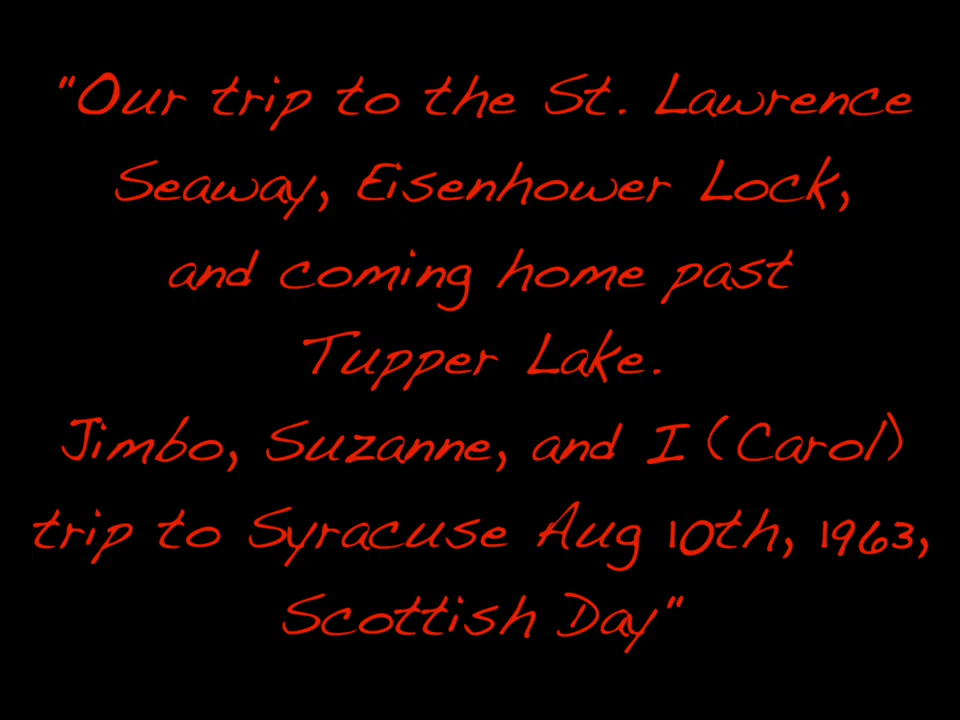 "Our trip to the St. Lawrence
Seaway, Eisenhower Lock,
and coming home past
Tupper Lake.
Jimbo, Suzanne, and I (Carol)
trip to Syracuse Aug 10th, 1963,
Scottish Day"